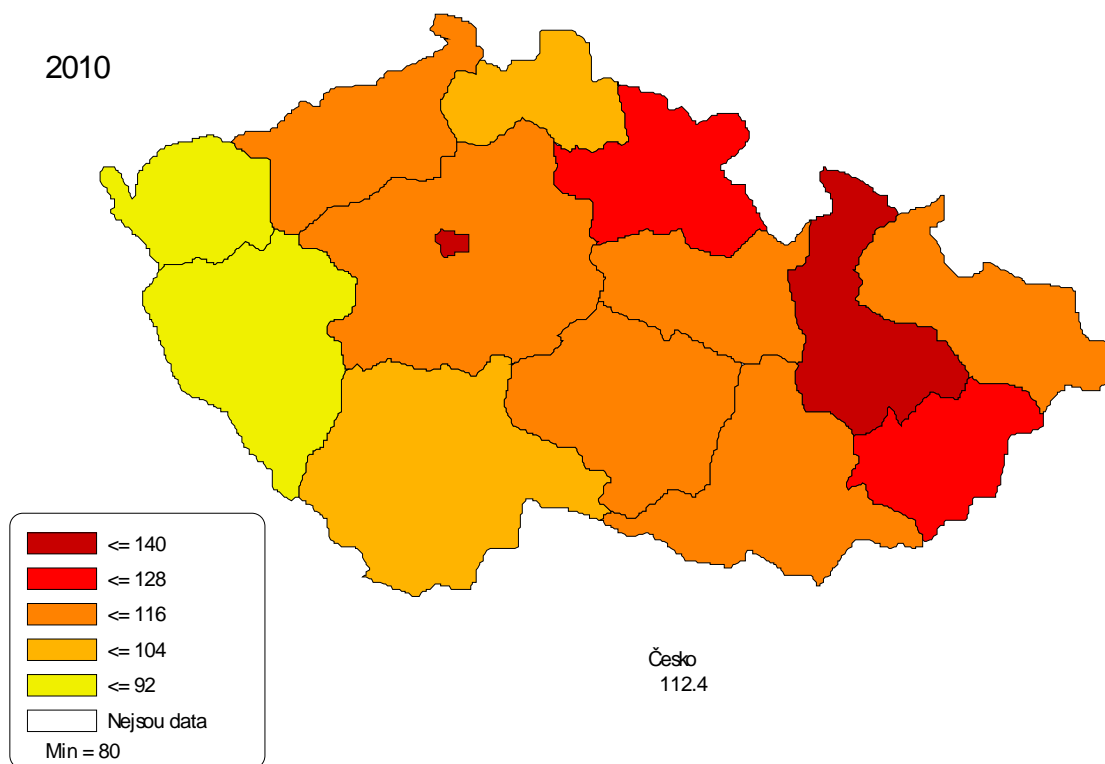 2010
<= 140
<= 128
<= 116
<= 104
<= 92
Nejsou data
Min = 80
Česko
112.4